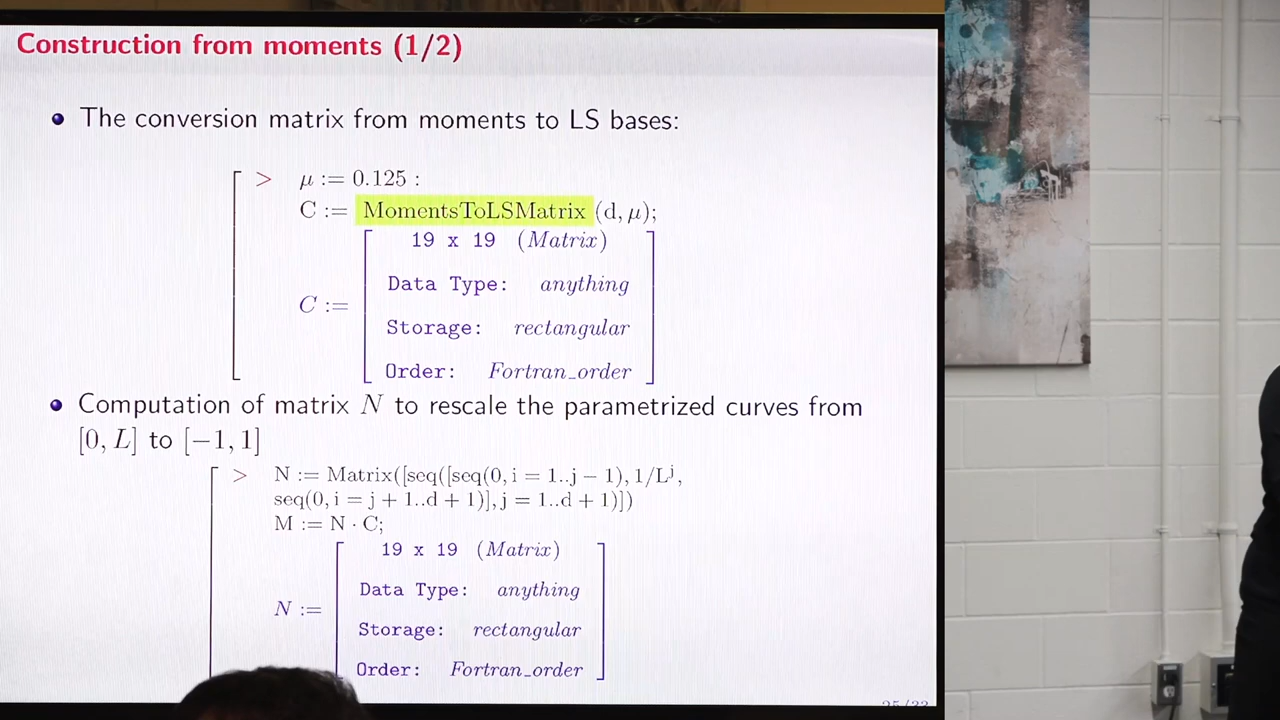 Construction from moments (1/2)
The conversion matrix from moments to LS bases:
> μ := 0.125 :
C := MomentsToLSMatrix (d, μ);
19 x 19 (Matrix)
Data Type: anything
C :=
Storage: rectangular
Order: Fortran_order
Computation of matrix N to rescale the parametrized curves from
[0, L] to [−1, 1]
> N := Matrix([seq([seq(0, i = 1..j − 1), 1/Lʲ,
seq(0, i = j + 1..d + 1)], j = 1..d + 1)])
M := N · C;
19 x 19 (Matrix)
Data Type: anything
N :=
Storage: rectangular
Order: Fortran_order